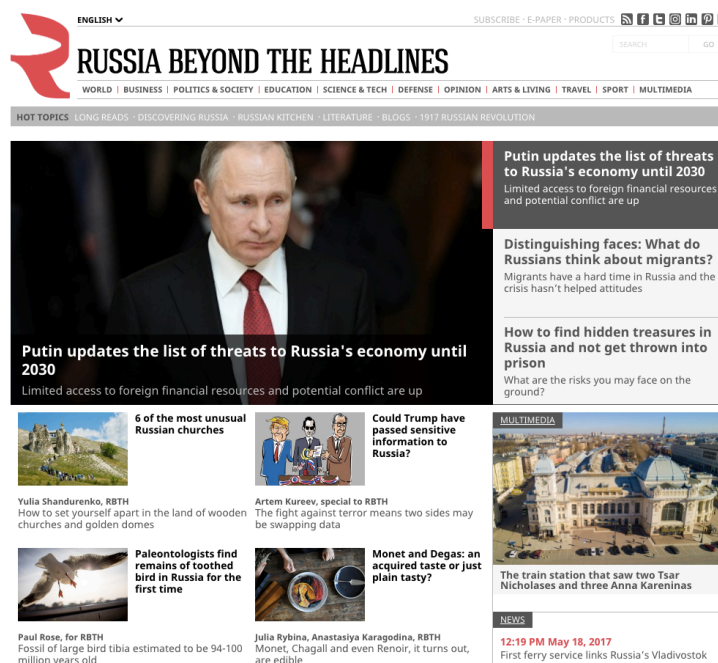 ENGLISH
SUBSCRIBE · E-PAPER · PRODUCTS
RUSSIA BEYOND THE HEADLINES
SEARCH GO
WORLD | BUSINESS | POLITICS & SOCIETY | EDUCATION | SCIENCE & TECH | DEFENSE | OPINION | ARTS & LIVING | TRAVEL | SPORT | MULTIMEDIA
HOT TOPICS LONG READS · DISCOVERING RUSSIA · RUSSIAN KITCHEN · LITERATURE · BLOGS · 1917 RUSSIAN REVOLUTION
Putin updates the list of threats to Russia's economy until
2030
Limited access to foreign financial resources and potential conflict are up
Putin updates the list of threats
to Russia's economy until 2030
Limited access to foreign financial resources
and potential conflict are up
Distinguishing faces: What do
Russians think about migrants?
Migrants have a hard time in Russia and the
crisis hasn't helped attitudes
How to find hidden treasures in
Russia and not get thrown into
prison
What are the risks you may face on the
ground?
6 of the most unusual
Russian churches
Yulia Shandurenko, RBTH
How to set yourself apart in the land of wooden
churches and golden domes
Could Trump have
passed sensitive
information to
Russia?
Artem Kureev, special to RBTH
The fight against terror means two sides may
be swapping data
Paleontologists find
remains of toothed
bird in Russia for the
first time
Paul Rose, for RBTH
Fossil of large bird tibia estimated to be 94-100
million years old
Monet and Degas: an
acquired taste or just
plain tasty?
Julia Rybina, Anastasiya Karagodina, RBTH
Monet, Chagall and even Renoir, it turns out,
are edible
MULTIMEDIA
The train station that saw two Tsar
Nicholases and three Anna Kareninas
NEWS
12:19 PM May 18, 2017
First ferry service links Russia's Vladivostok